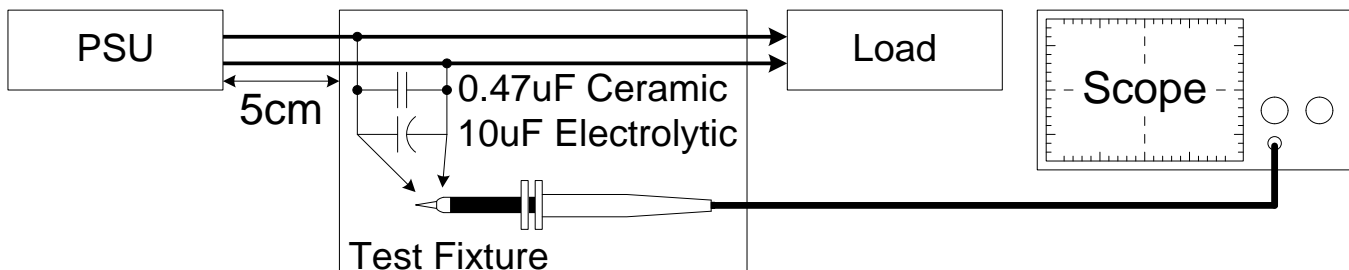 PSU
Load
Scope
5cm
0.47uF Ceramic
10uF Electrolytic
Test Fixture